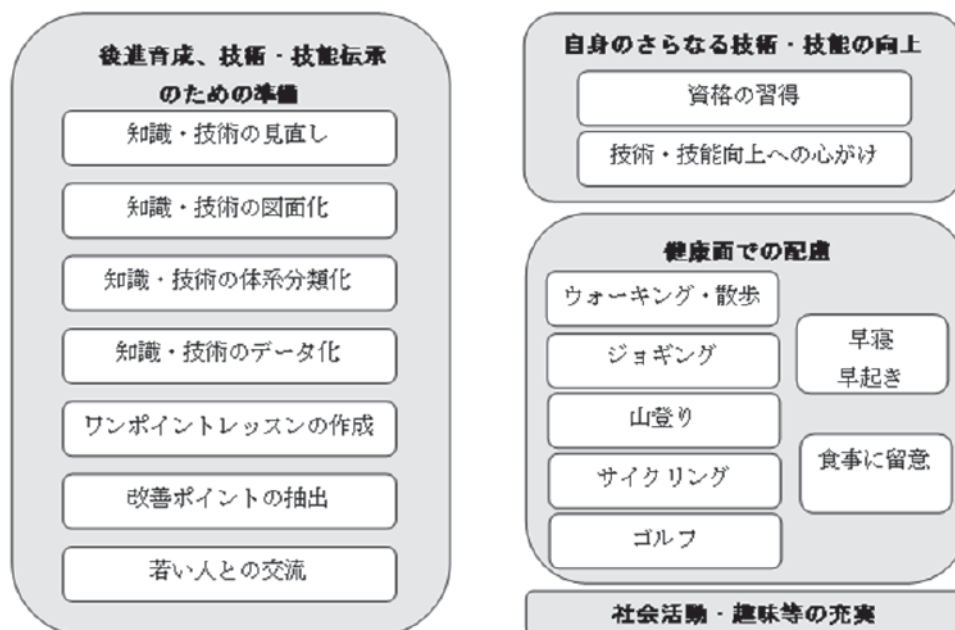 後進育成、技術・技能伝承
のための準備
知識・技術の見直し
知識・技術の図面化
知識・技術の体系分類化
知識・技術のデータ化
ワンポイントレッスンの作成
改善ポイントの抽出
若い人との交流
自身のさらなる技術・技能の向上
資格の習得
技術・技能向上への心がけ
健康面での配慮
ウォーキング・散歩
ジョギング
山登り
サイクリング
ゴルフ
早寝
早起き
食事に留意
社会活動・趣味等の充実